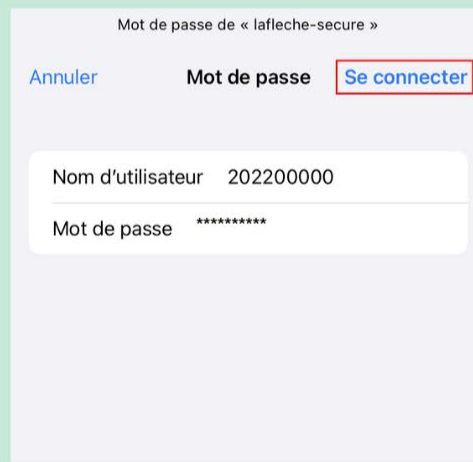 Mot de passe de « lafleche-secure »
Annuler Mot de passe Se connecter
Nom d’utilisateur 202200000
Mot de passe **********